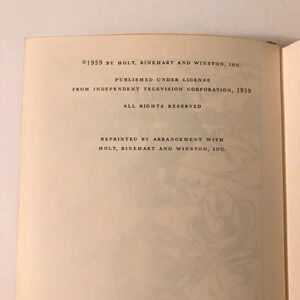 ©1959 BY HOLT, RINEHART AND WINSTON, INC.
PUBLISHED UNDER LICENSE
FROM INDEPENDENT TELEVISION CORPORATION, 1959
ALL RIGHTS RESERVED
REPRINTED BY ARRANGEMENT WITH
HOLT, RINEHART AND WINSTON, INC.